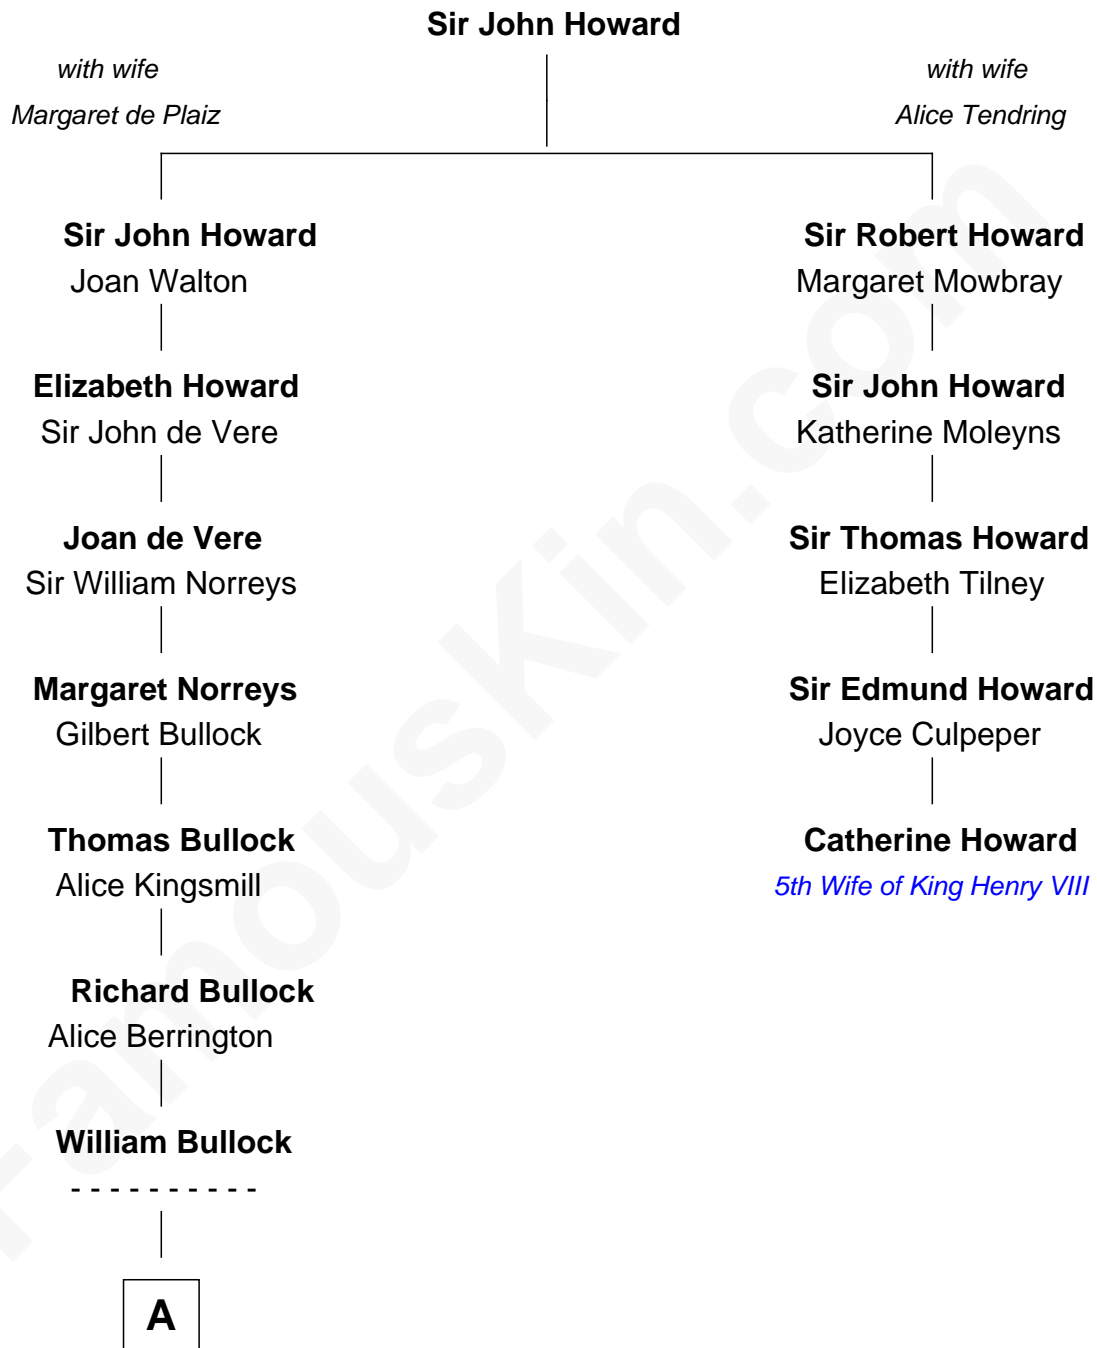 Sir John Howard
with wife
Margaret de Plaiz
with wife
Alice Tendring
Sir John Howard
Joan Walton
Sir Robert Howard
Margaret Mowbray
Elizabeth Howard
Sir John de Vere
Sir John Howard
Katherine Moleyns
Joan de Vere
Sir William Norreys
Sir Thomas Howard
Elizabeth Tilney
Margaret Norreys
Gilbert Bullock
Sir Edmund Howard
Joyce Culpeper
Thomas Bullock
Alice Kingsmill
Catherine Howard
5th Wife of King Henry VIII
Richard Bullock
Alice Berrington
William Bullock
- - - - - - - - - -
A
FamousKin.com